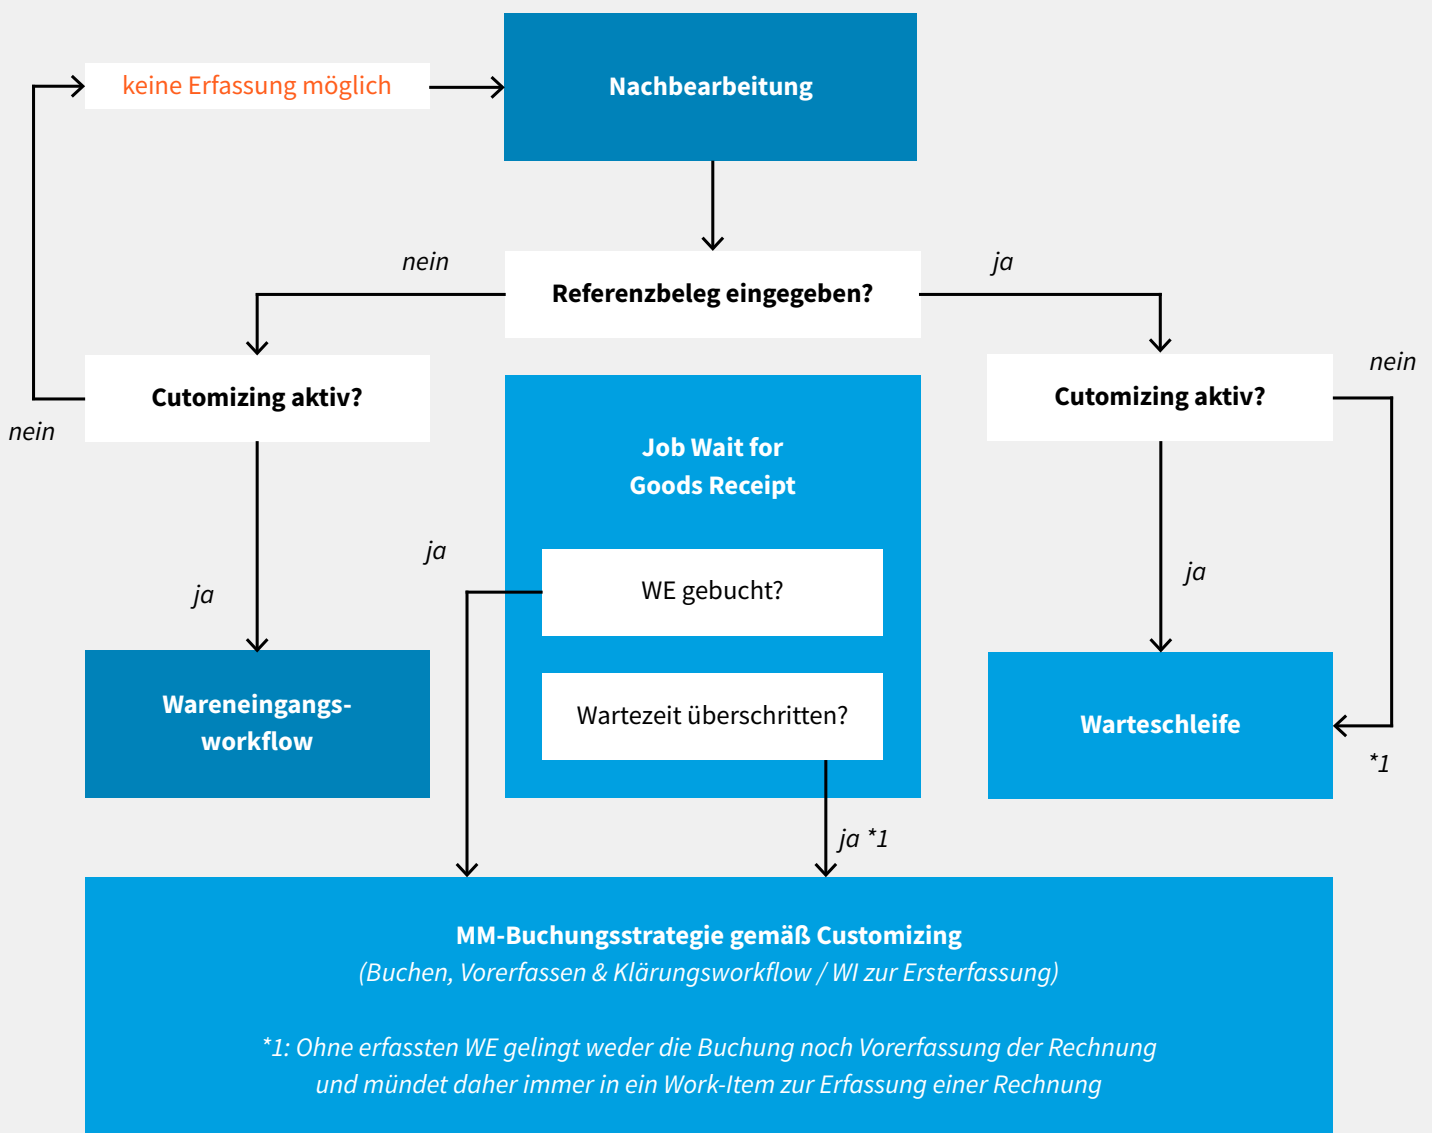 keine Erfassung möglich
Nachbearbeitung
nein
ja
Referenzbeleg eingegeben?
nein
Cutomizing aktiv?
Cutomizing aktiv?
nein
Job Wait for
Goods Receipt
ja
WE gebucht?
ja
ja
Wareneingangs-
workflow
Wartezeit überschritten?
Warteschleife
*1
ja *1
MM-Buchungsstrategie gemäß Customizing
(Buchen, Vorerfassen & Klärungsworkflow / WI zur Ersterfassung)
*1: Ohne erfassten WE gelingt weder die Buchung noch Vorerfassung der Rechnung
und mündet daher immer in ein Work-Item zur Erfassung einer Rechnung